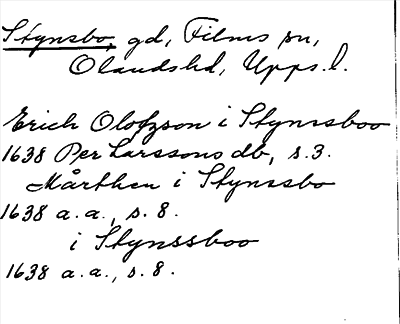 Stynsbo, gd, Films sn,
Olandshd, Upps. l.
Erich Olofzson i Stynssboo
1638 Per Larssons db, s. 3.
Mårthen i Stynssbo
1638 a. a., s. 8.
i Stynssboo
1638 a. a., s. 8.